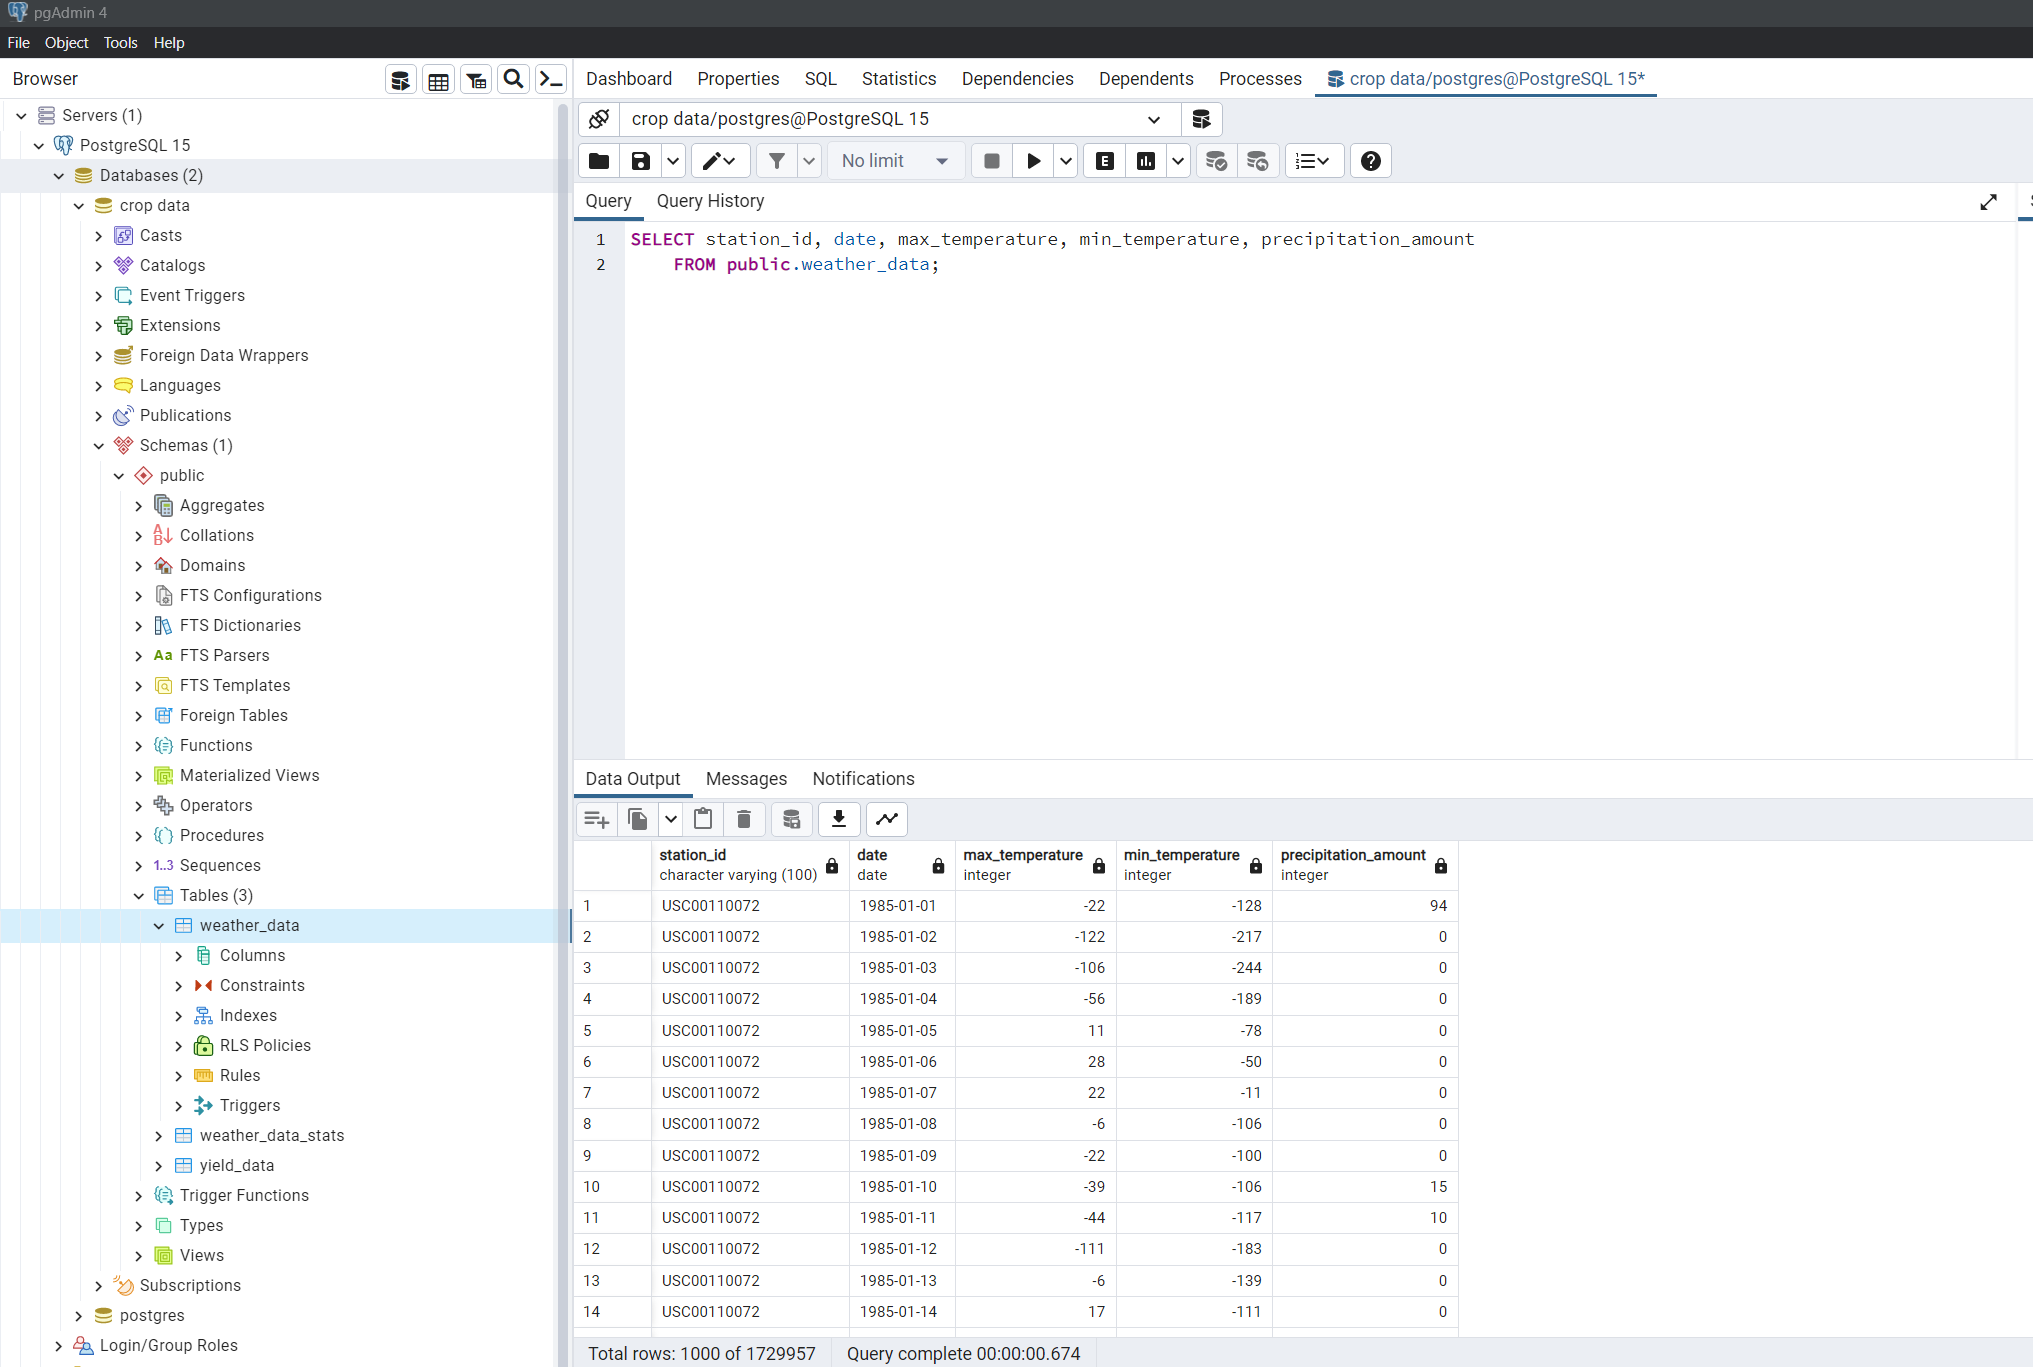 pgAdmin 4
File Object Tools Help
Browser
Dashboard Properties SQL Statistics Dependencies Dependents Processes crop data/postgres@PostgreSQL 15*
Servers (1)
PostgreSQL 15
Databases (2)
crop data
Casts
Catalogs
Event Triggers
Extensions
Foreign Data Wrappers
Languages
Publications
Schemas (1)
public
Aggregates
Collations
Domains
FTS Configurations
FTS Dictionaries
Aa FTS Parsers
FTS Templates
Foreign Tables
Functions
Materialized Views
Operators
Procedures
1..3 Sequences
Tables (3)
weather_data
Columns
Constraints
Indexes
RLS Policies
Rules
Triggers
weather_data_stats
yield_data
Trigger Functions
Types
Views
Subscriptions
postgres
Login/Group Roles
crop data/postgres@PostgreSQL 15
No limit E
Query Query History
1 SELECT station_id, date, max_temperature, min_temperature, precipitation_amount
2 FROM public.weather_data;
Data Output Messages Notifications
station_id date max_temperature min_temperature precipitation_amount
character varying (100) date integer integer integer
1 USC00110072 1985-01-01 -22 -128 94
2 USC00110072 1985-01-02 -122 -217 0
3 USC00110072 1985-01-03 -106 -244 0
4 USC00110072 1985-01-04 -56 -189 0
5 USC00110072 1985-01-05 11 -78 0
6 USC00110072 1985-01-06 28 -50 0
7 USC00110072 1985-01-07 22 -11 0
8 USC00110072 1985-01-08 -6 -106 0
9 USC00110072 1985-01-09 -22 -100 0
10 USC00110072 1985-01-10 -39 -106 15
11 USC00110072 1985-01-11 -44 -117 10
12 USC00110072 1985-01-12 -111 -183 0
13 USC00110072 1985-01-13 -6 -139 0
14 USC00110072 1985-01-14 17 -111 0
Total rows: 1000 of 1729957 Query complete 00:00:00.674